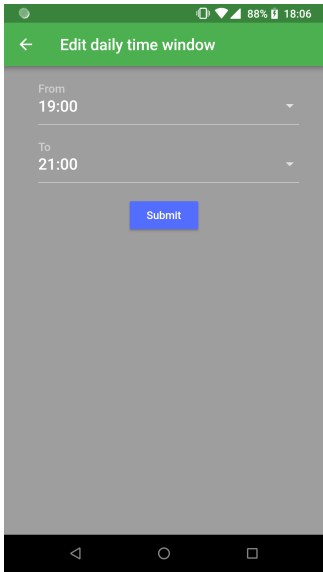 88% 18:06
Edit daily time window
From
19:00
To
21:00
Submit